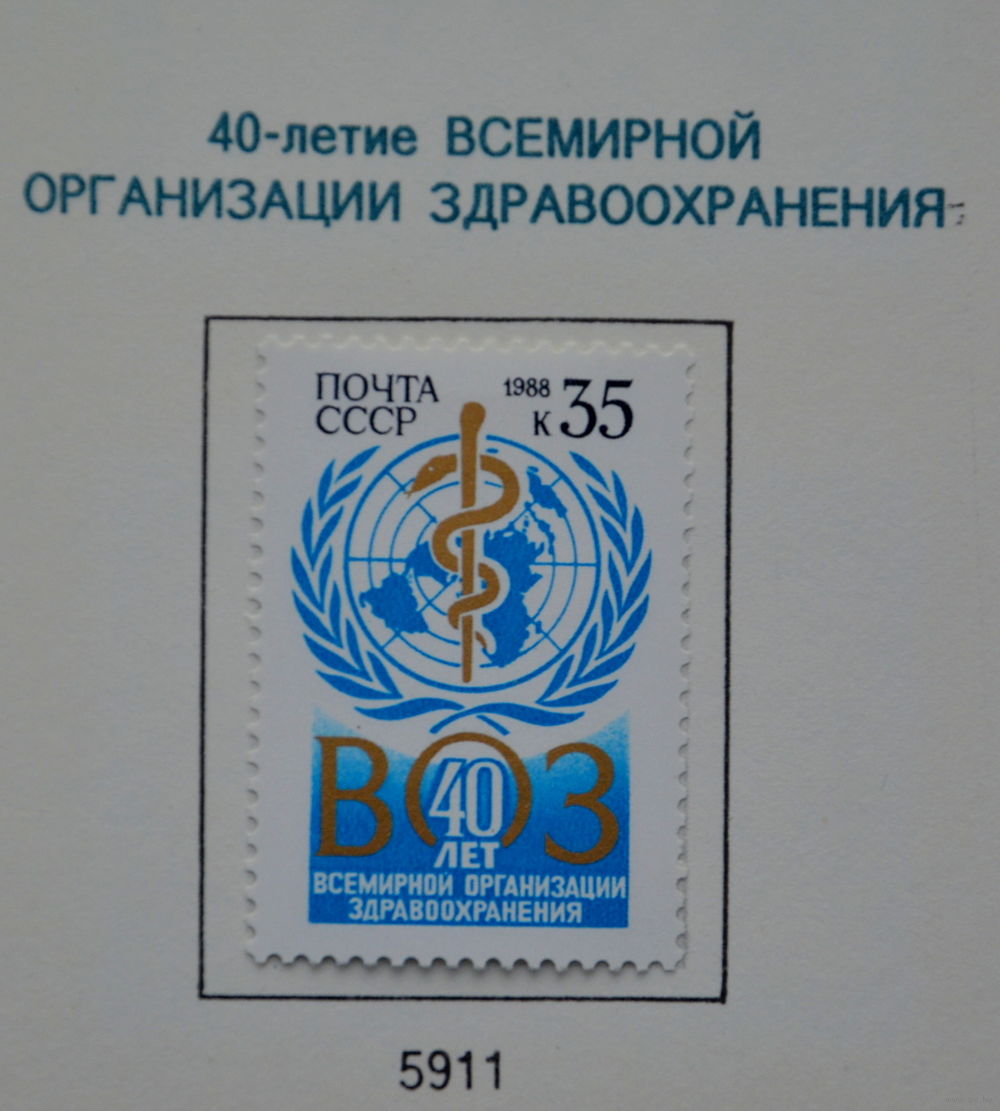 40-летие ВСЕМИРНОЙ
ОРГАНИЗАЦИИ ЗДРАВООХРАНЕНИЯ
ПОЧТА
СССР
1988
к 35
ВОЗ
40
ЛЕТ
ВСЕМИРНОЙ ОРГАНИЗАЦИИ
ЗДРАВООХРАНЕНИЯ
5911